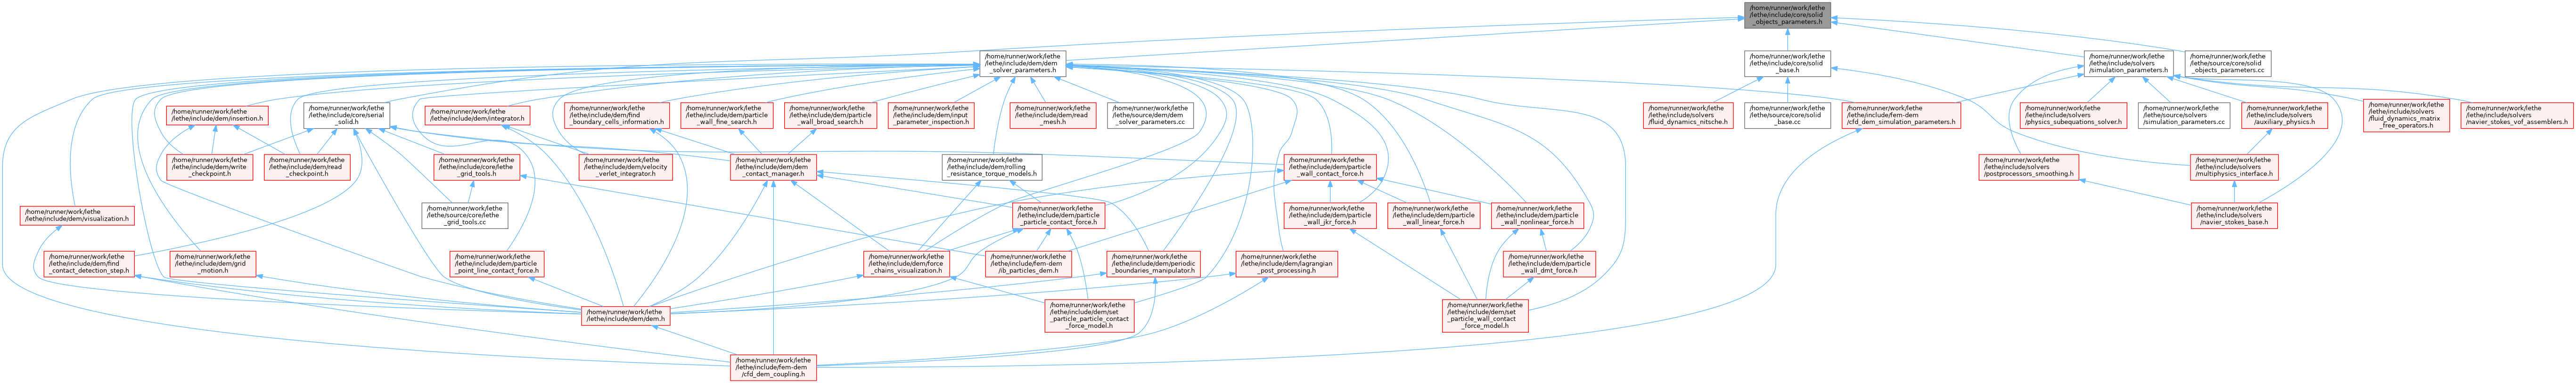 /home/runner/work/lethe
/lethe/include/core/solid
_objects_parameters.h
/home/runner/work/lethe
/lethe/include/dem/dem
_solver_parameters.h
/home/runner/work/lethe
/lethe/include/core/solid
_base.h
/home/runner/work/lethe
/lethe/include/solvers
/simulation_parameters.h
/home/runner/work/lethe
/lethe/source/core/solid
_objects_parameters.cc
/home/runner/work/lethe
/lethe/include/dem/insertion.h
/home/runner/work/lethe
/lethe/include/core/serial
_solid.h
/home/runner/work/lethe
/lethe/include/dem/integrator.h
/home/runner/work/lethe
/lethe/include/dem/find
_boundary_cells_information.h
/home/runner/work/lethe
/lethe/include/dem/particle
_wall_fine_search.h
/home/runner/work/lethe
/lethe/include/dem/particle
_wall_broad_search.h
/home/runner/work/lethe
/lethe/include/dem/input
_parameter_inspection.h
/home/runner/work/lethe
/lethe/include/dem/read
_mesh.h
/home/runner/work/lethe
/lethe/source/dem/dem
_solver_parameters.cc
/home/runner/work/lethe
/lethe/include/solvers
/fluid_dynamics_nitsche.h
/home/runner/work/lethe
/lethe/source/core/solid
_base.cc
/home/runner/work/lethe
/lethe/include/fem-dem
/cfd_dem_simulation_parameters.h
/home/runner/work/lethe
/lethe/include/solvers
/physics_subequations_solver.h
/home/runner/work/lethe
/lethe/source/solvers
/simulation_parameters.cc
/home/runner/work/lethe
/lethe/include/solvers
/auxiliary_physics.h
/home/runner/work/lethe
/lethe/include/solvers
/fluid_dynamics_matrix
_free_operators.h
/home/runner/work/lethe
/lethe/include/solvers
/navier_stokes_vof_assemblers.h
/home/runner/work/lethe
/lethe/include/dem/write
_checkpoint.h
/home/runner/work/lethe
/lethe/include/dem/read
_checkpoint.h
/home/runner/work/lethe
/lethe/include/core/lethe
_grid_tools.h
/home/runner/work/lethe
/lethe/include/dem/velocity
_verlet_integrator.h
/home/runner/work/lethe
/lethe/include/dem/dem
_contact_manager.h
/home/runner/work/lethe
/lethe/include/dem/rolling
_resistance_torque_models.h
/home/runner/work/lethe
/lethe/include/dem/particle
_wall_contact_force.h
/home/runner/work/lethe
/lethe/include/solvers
/postprocessors_smoothing.h
/home/runner/work/lethe
/lethe/include/solvers
/multiphysics_interface.h
/home/runner/work/lethe
/lethe/include/dem/visualization.h
/home/runner/work/lethe
/lethe/source/core/lethe
_grid_tools.cc
/home/runner/work/lethe
/lethe/include/dem/particle
_particle_contact_force.h
/home/runner/work/lethe
/lethe/include/dem/particle
_wall_jkr_force.h
/home/runner/work/lethe
/lethe/include/dem/particle
_wall_linear_force.h
/home/runner/work/lethe
/lethe/include/dem/particle
_wall_nonlinear_force.h
/home/runner/work/lethe
/lethe/include/solvers
/navier_stokes_base.h
/home/runner/work/lethe
/lethe/include/dem/find
_contact_detection_step.h
/home/runner/work/lethe
/lethe/include/dem/grid
_motion.h
/home/runner/work/lethe
/lethe/include/dem/particle
_point_line_contact_force.h
/home/runner/work/lethe
/lethe/include/dem/force
_chains_visualization.h
/home/runner/work/lethe
/lethe/include/fem-dem
/ib_particles_dem.h
/home/runner/work/lethe
/lethe/include/dem/periodic
_boundaries_manipulator.h
/home/runner/work/lethe
/lethe/include/dem/lagrangian
_post_processing.h
/home/runner/work/lethe
/lethe/include/dem/particle
_wall_dmt_force.h
/home/runner/work/lethe
/lethe/include/dem/dem.h
/home/runner/work/lethe
/lethe/include/dem/set
_particle_particle_contact
_force_model.h
/home/runner/work/lethe
/lethe/include/dem/set
_particle_wall_contact
_force_model.h
/home/runner/work/lethe
/lethe/include/fem-dem
/cfd_dem_coupling.h